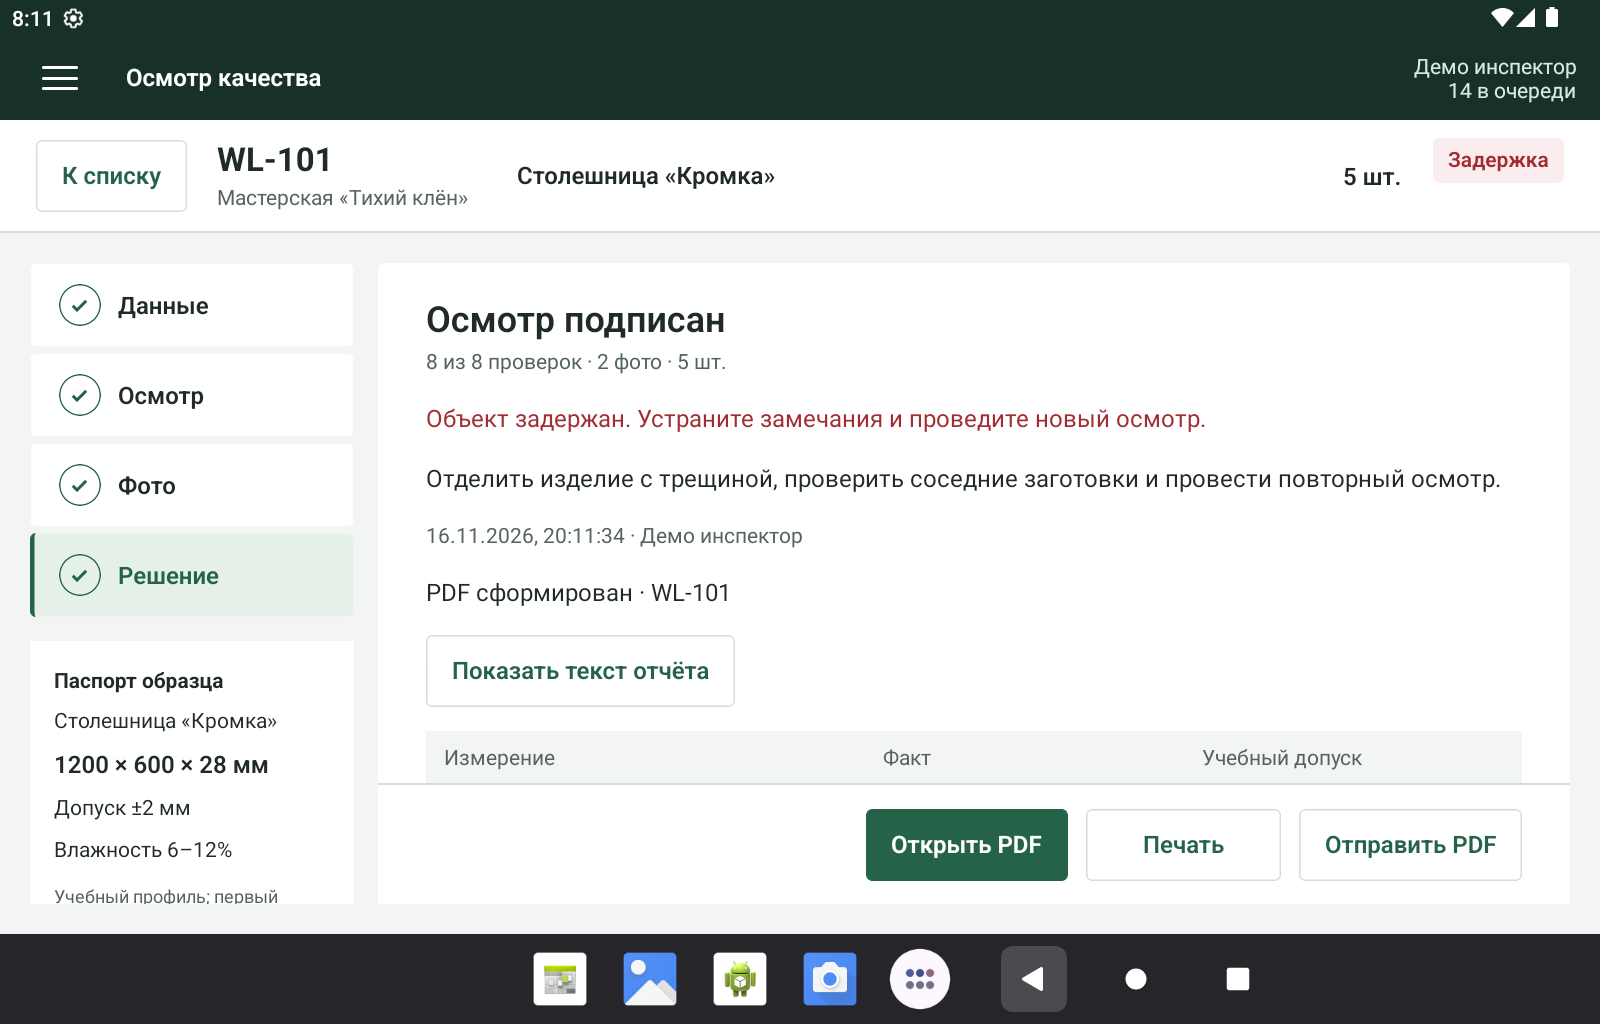 8:11
Осмотр качества
Демо инспектор
14 в очереди
К списку
WL-101
Мастерская «Тихий клён»
Столешница «Кромка»
5 шт.
Задержка
Данные
Осмотр
Фото
Решение
Паспорт образца
Столешница «Кромка»
1200 × 600 × 28 мм
Допуск ±2 мм
Влажность 6–12%
Учебный профиль; первый
Осмотр подписан
8 из 8 проверок · 2 фото · 5 шт.
Объект задержан. Устраните замечания и проведите новый осмотр.
Отделить изделие с трещиной, проверить соседние заготовки и провести повторный осмотр.
16.11.2026, 20:11:34 · Демо инспектор
PDF сформирован · WL-101
Показать текст отчёта
Измерение Факт Учебный допуск
Открыть PDF Печать Отправить PDF